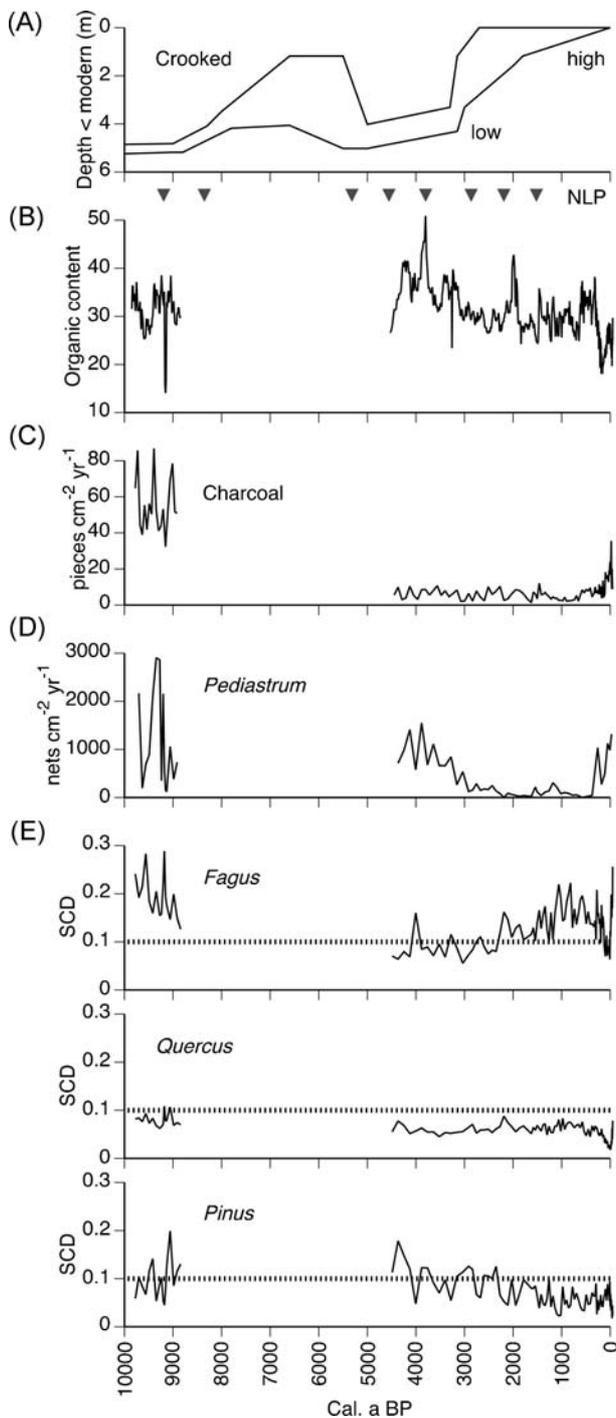 (A)
Depth < modern (m)
0
2
4
6
Crooked
high
low
NLP
(B)
Organic content
50
40
30
20
10
(C)
pieces cm-2 yr-1
80
60
40
20
0
Charcoal
(D)
nets cm-2 yr-1
3000
2000
1000
0
Pediastrum
(E)
SCD
0.3
0.2
0.1
0
Fagus
SCD
0.3
0.2
0.1
0
Quercus
SCD
0.3
0.2
0.1
0
Pinus
10000 9000 8000 7000 6000 5000 4000 3000 2000 1000 0
Cal. a BP